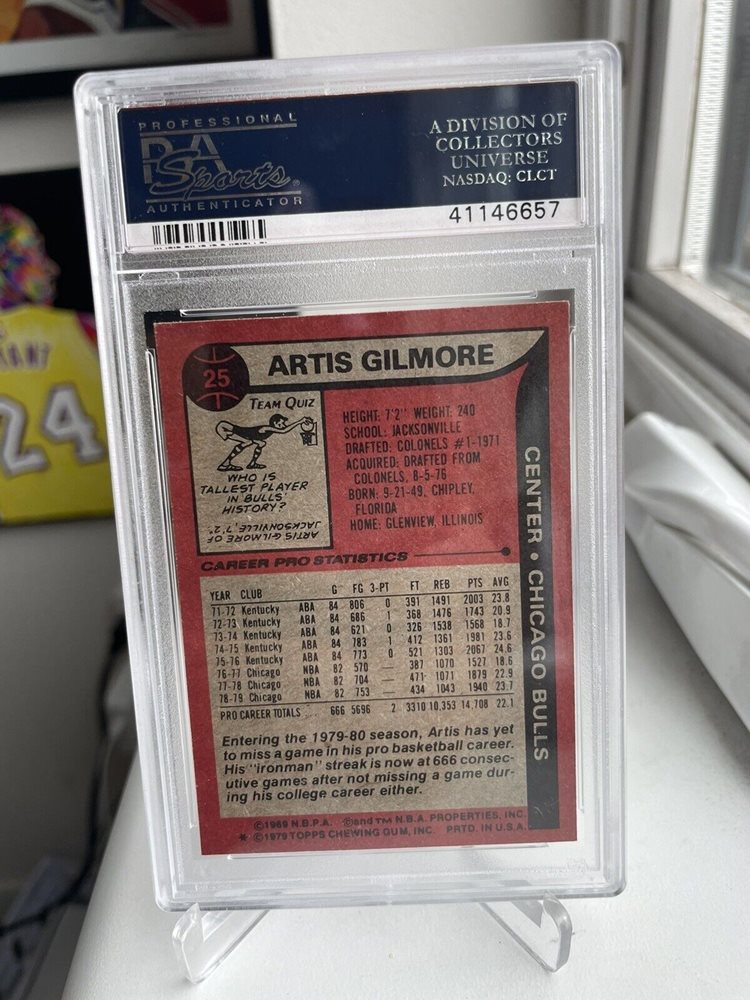 PROFESSIONAL
PSA
Sports®
AUTHENTICATOR
A DIVISION OF
COLLECTORS
UNIVERSE
NASDAQ: CLCT
41146657
25
ARTIS GILMORE
TEAM QUIZ
WHO IS
TALLEST PLAYER
IN BULLS'
HISTORY?
ARTIS GILMORE OF
JACKSONVILLE, 7'2".
HEIGHT: 7'2" WEIGHT: 240
SCHOOL: JACKSONVILLE
DRAFTED: COLONELS #1-1971
ACQUIRED: DRAFTED FROM
COLONELS, 8-5-76
BORN: 9-21-49, CHIPLEY,
FLORIDA
HOME: GLENVIEW, ILLINOIS
CENTER • CHICAGO BULLS
CAREER PRO STATISTICS
YEAR CLUB G FG 3-PT FT REB PTS AVG
71-72 Kentucky ABA 84 806 0 391 1491 2003 23.8
72-73 Kentucky ABA 84 686 1 368 1476 1743 20.9
73-74 Kentucky ABA 84 621 0 326 1538 1568 18.7
74-75 Kentucky ABA 84 783 1 412 1361 1981 23.6
75-76 Kentucky ABA 84 773 0 521 1303 2067 24.6
76-77 Chicago NBA 82 570 — 387 1070 1527 18.6
77-78 Chicago NBA 82 704 — 471 1071 1879 22.9
78-79 Chicago NBA 82 753 — 434 1043 1940 23.7
PRO CAREER TOTALS .... 666 5696 2 3310 10,353 14,708 22.1
Entering the 1979-80 season, Artis has yet
to miss a game in his pro basketball career.
His "ironman" streak is now at 666 consec-
utive games after not missing a game dur-
ing his college career either.
©1969 N.B.P.A. ©and TM N.B.A. PROPERTIES, INC.
* ©1979 TOPPS CHEWING GUM, INC. PRTD. IN U.S.A.
24